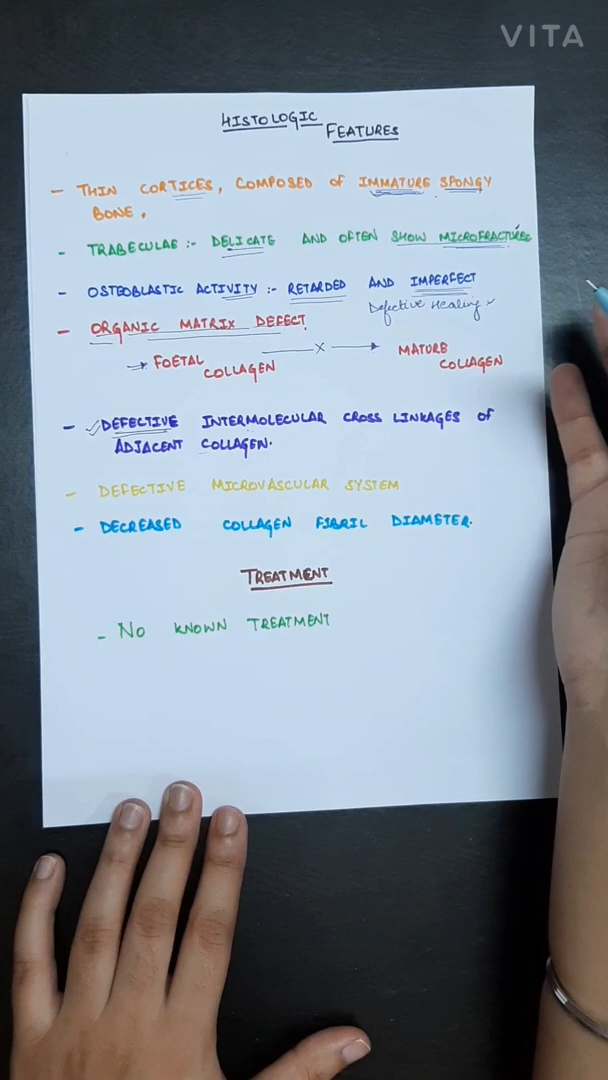 VITA
HISTOLOGIC
FEATURES
- THIN CORTICES, COMPOSED OF IMMATURE SPONGY
BONE,
- TRABECULAE :- DELICATE AND OFTEN SHOW MICROFRACTURES
- OSTEOBLASTIC ACTIVITY :- RETARDED AND IMPERFECT
Defective Healing
- ORGANIC MATRIX DEFECT.
→ FOETAL COLLAGEN —x→ MATURE COLLAGEN
- ✓DEFECTIVE INTERMOLECULAR CROSS LINKAGES OF
ADJACENT COLLAGEN.
- DEFECTIVE MICROVASCULAR SYSTEM
- DECREASED COLLAGEN FIBRIL DIAMETER.
TREATMENT
- NO KNOWN TREATMENT